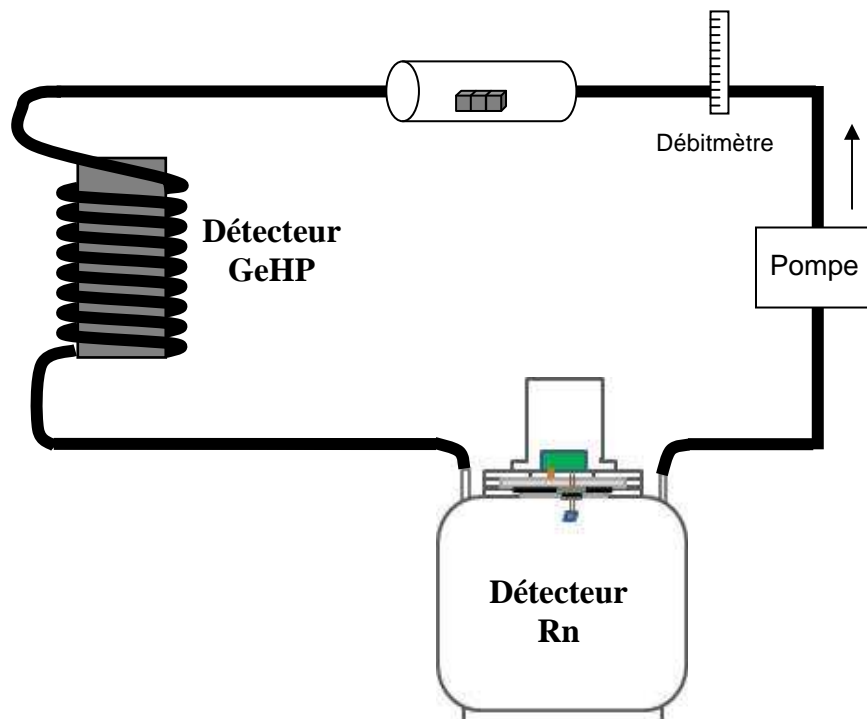 Débitmètre
Détecteur
GeHP
Pompe
Détecteur
Rn